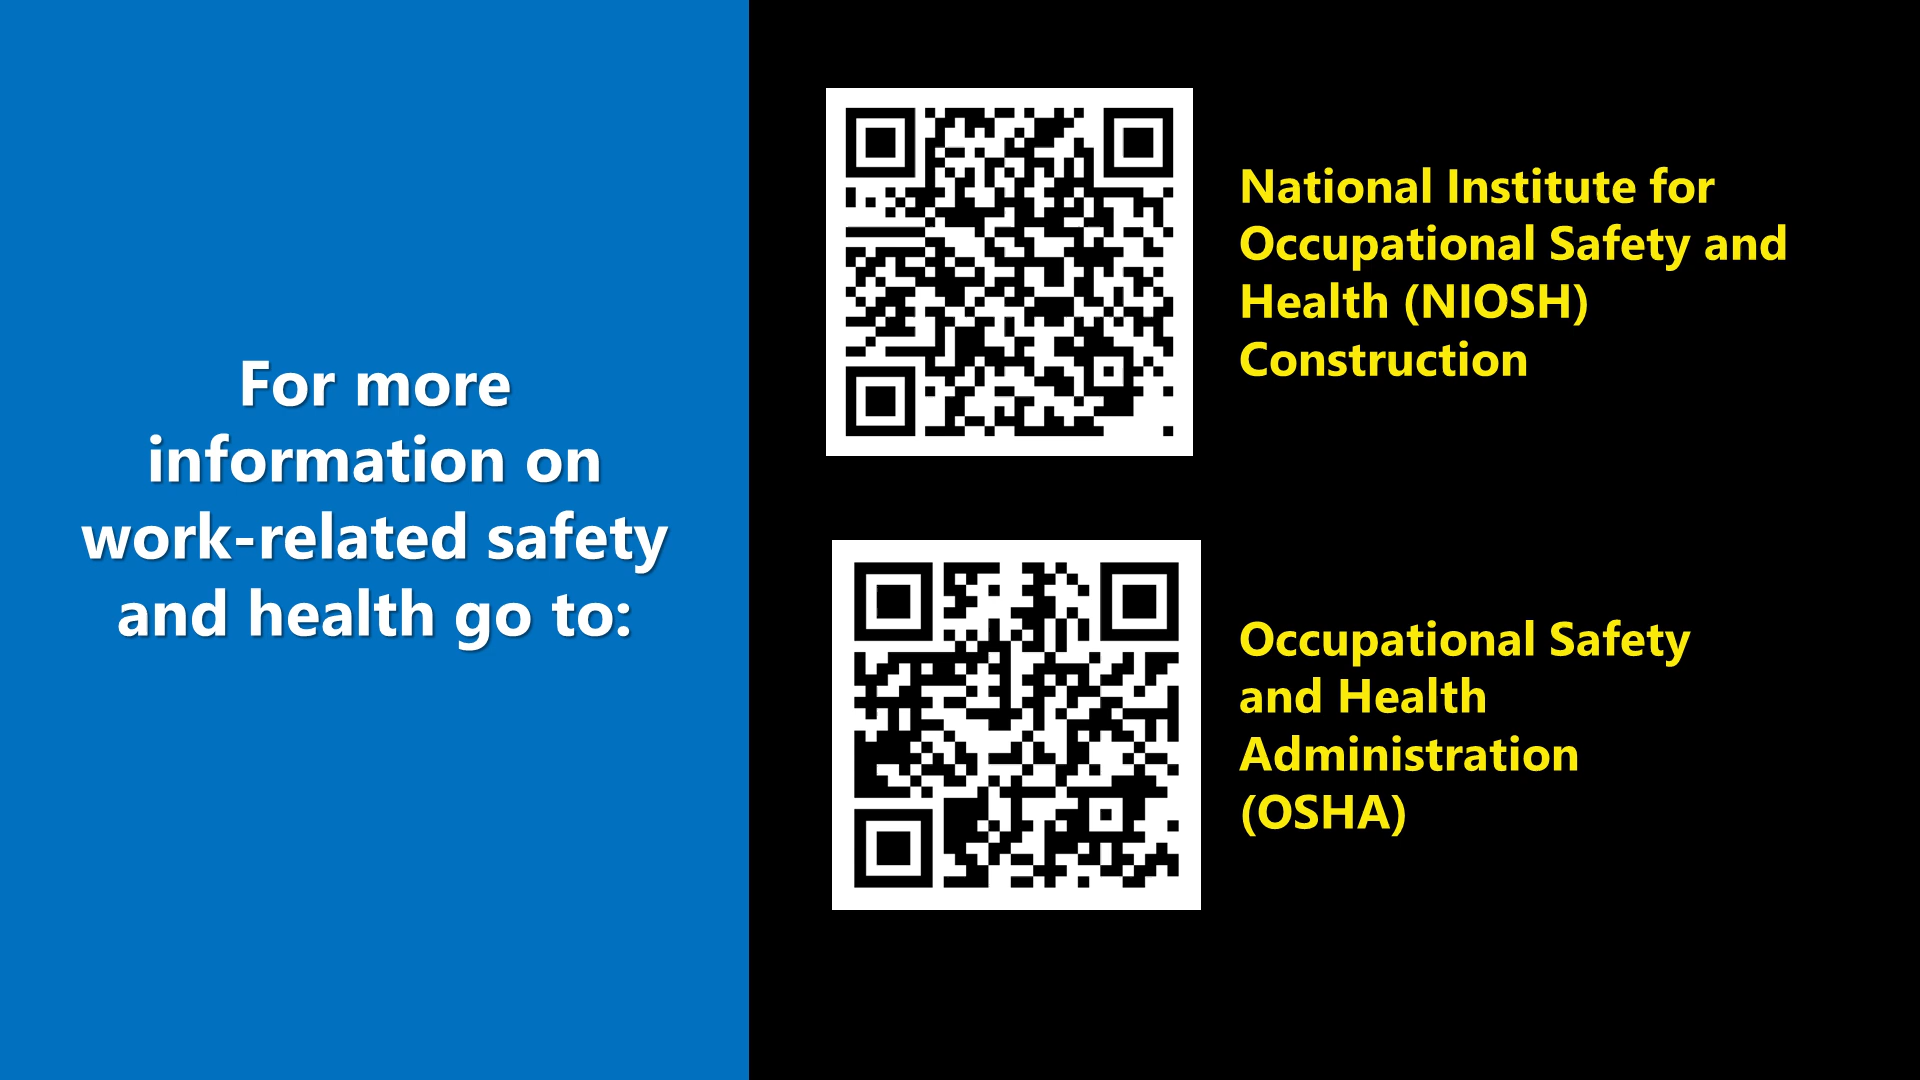 For more
information on
work-related safety
and health go to:
National Institute for
Occupational Safety and
Health (NIOSH)
Construction
Occupational Safety
and Health
Administration
(OSHA)